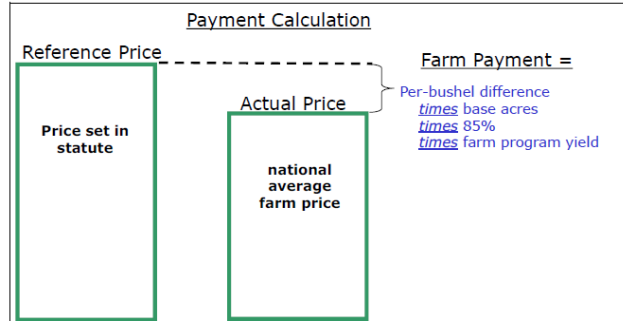 Payment Calculation
Reference Price
Farm Payment =
Per-bushel difference
times base acres
times 85%
times farm program yield
Actual Price
Price set in
statute
national
average
farm price